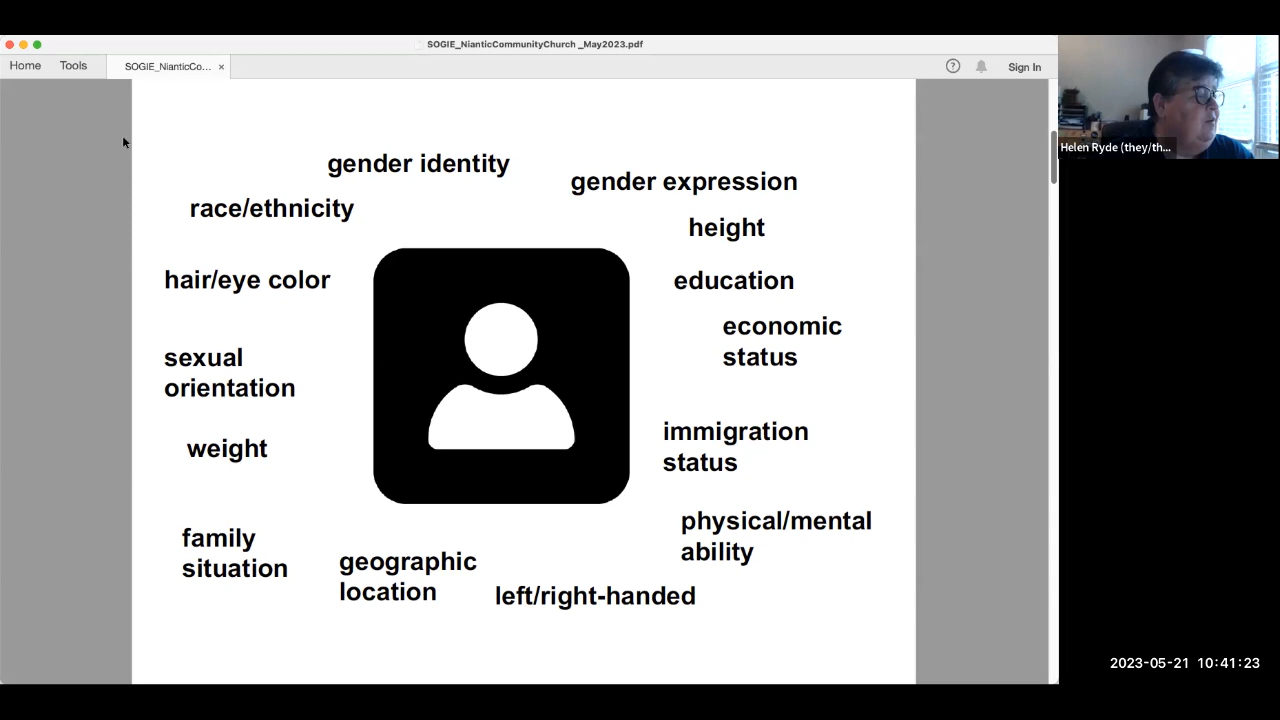 SOGIE_NianticCommunityChurch _May2023.pdf
Home Tools SOGIE_NianticCo... × ? Sign In
Helen Ryde (they/th...
gender identity
gender expression
race/ethnicity
height
hair/eye color
education
economic
status
sexual
orientation
immigration
status
weight
physical/mental
ability
family
situation
geographic
location
left/right-handed
2023-05-21 10:41:23